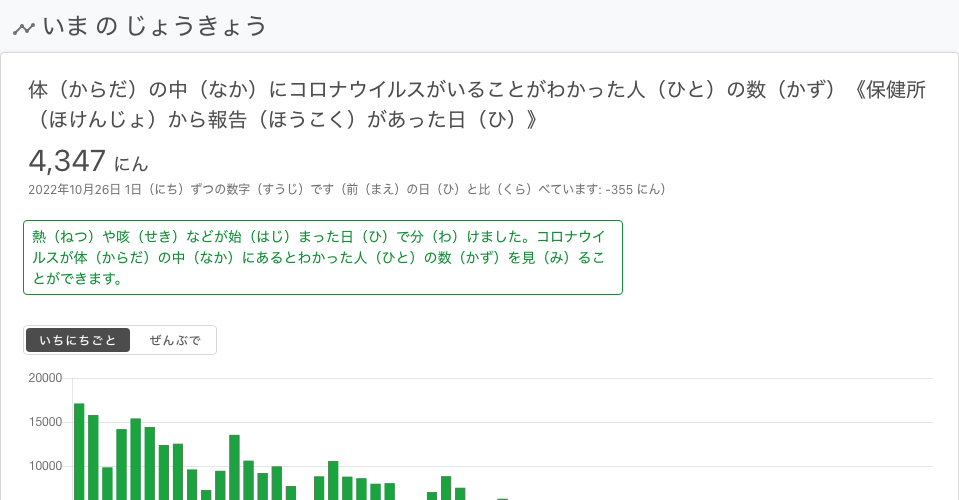 いま の じょうきょう
体（からだ）の中（なか）にコロナウイルスがいることがわかった人（ひと）の数（かず）《保健所
（ほけんじょ）から報告（ほうこく）があった日（ひ）》
4,347 にん
2022年10月26日 1日（にち）ずつの数字（すうじ）です（前（まえ）の日（ひ）と比（くら）べています: -355 にん）
熱（ねつ）や咳（せき）などが始（はじ）まった日（ひ）で分（わ）けました。コロナウイ
ルスが体（からだ）の中（なか）にあるとわかった人（ひと）の数（かず）を見（み）るこ
とができます。
いちにちごと ぜんぶで
20000
15000
10000